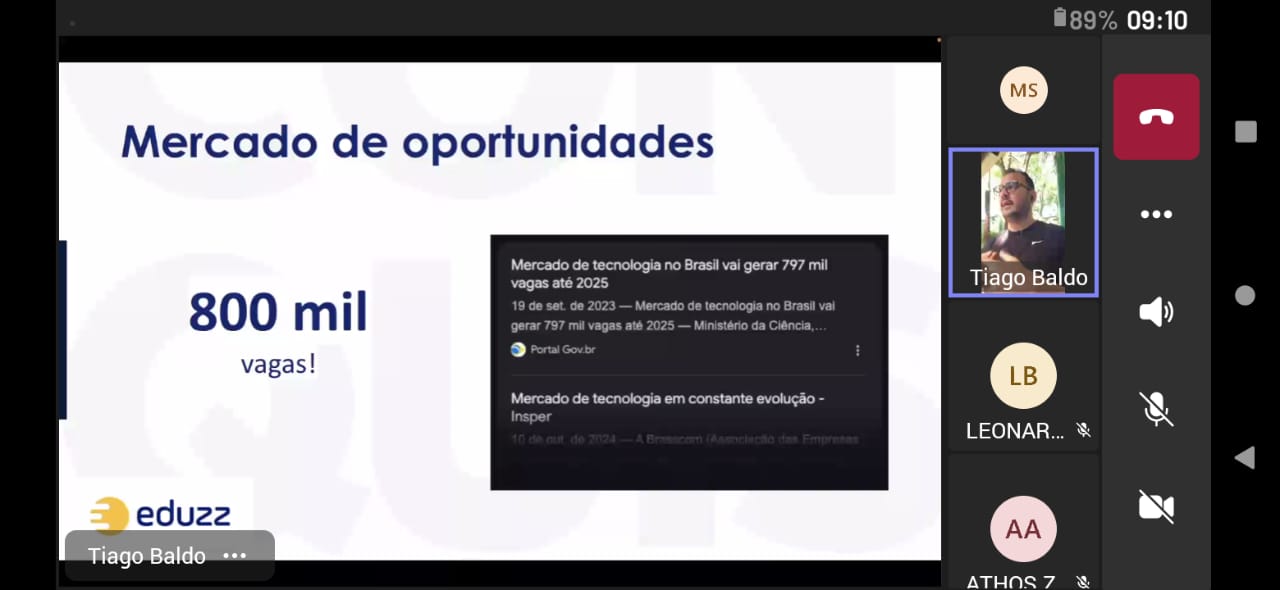 89% 09:10
Mercado de oportunidades
800 mil
vagas!
Mercado de tecnologia no Brasil vai gerar 797 mil
vagas até 2025
19 de set. de 2023 — Mercado de tecnologia no Brasil vai
gerar 797 mil vagas até 2025 — Ministério da Ciência,...
Portal Gov.br
Mercado de tecnologia em constante evolução -
Insper
10 de out. de 2024 — A Brasscom (Associação das Empresas
eduzz
Tiago Baldo
MS
Tiago Baldo
LB
LEONAR...
AA
ATHOS Z